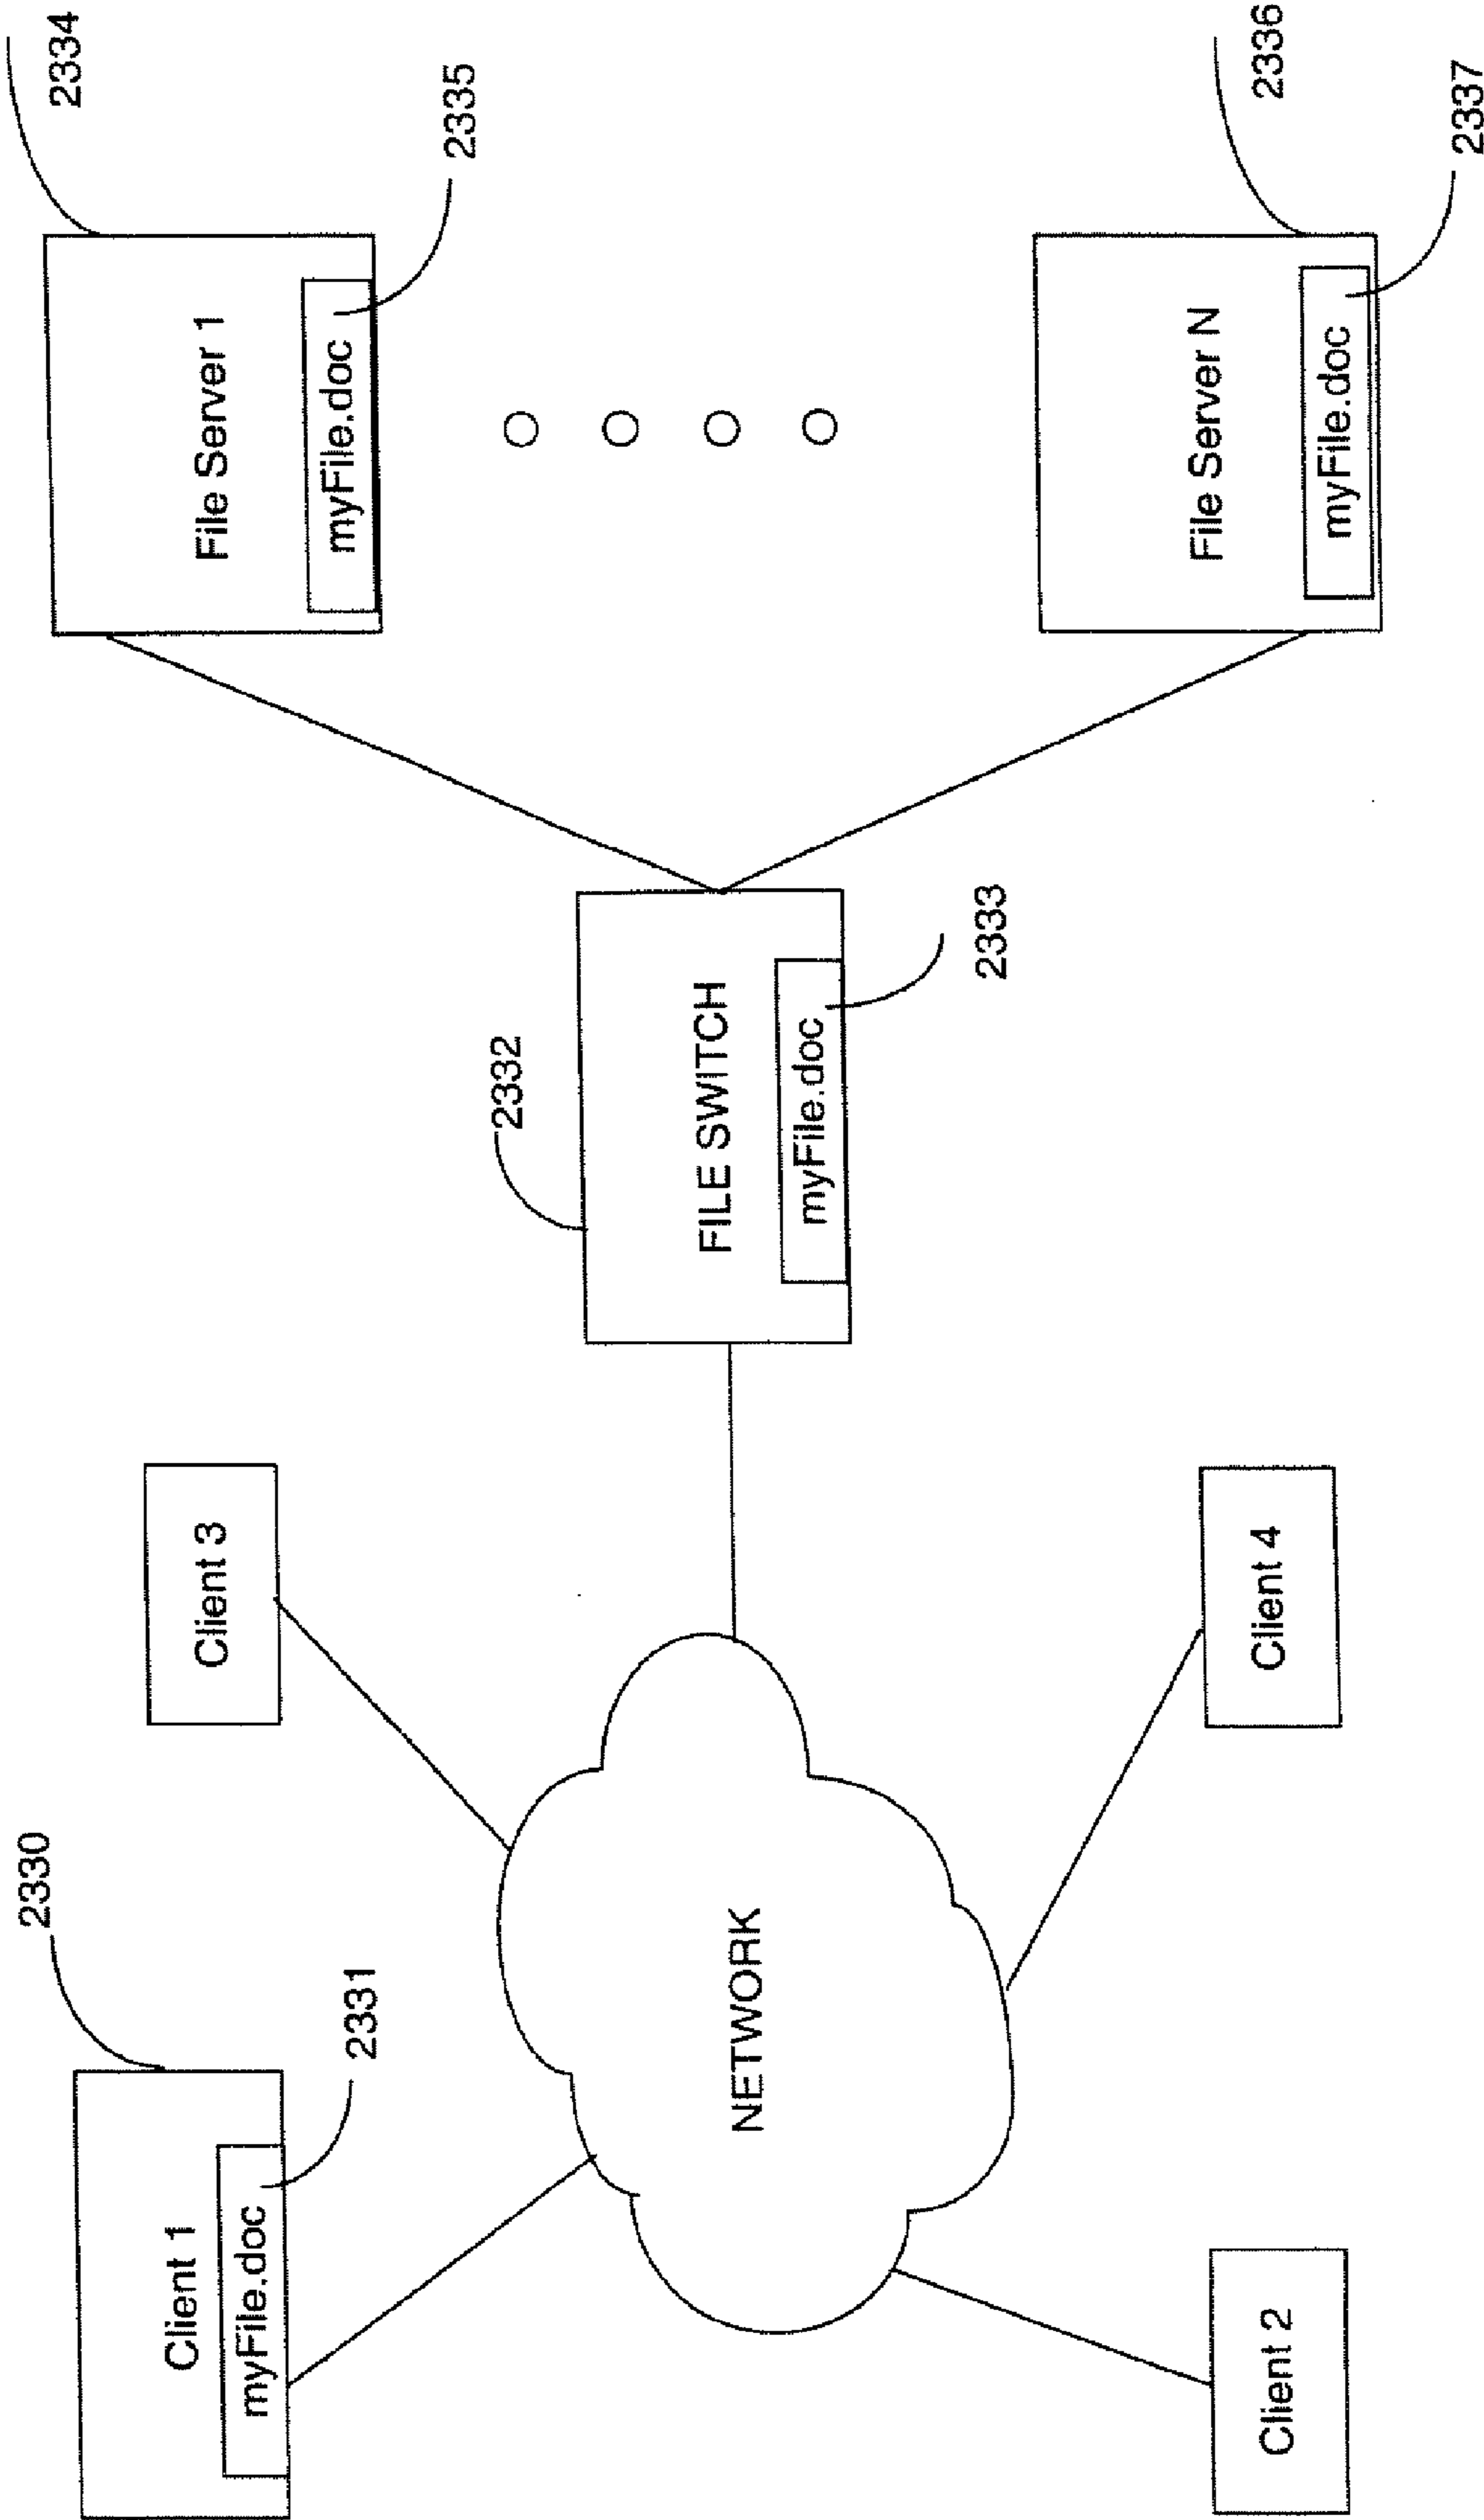 2330
Client 1
myFile.doc
2331
Client 3
Client 2
Client 4
NETWORK
2332
FILE SWITCH
myFile.doc
2333
2334
File Server 1
myFile.doc
2335
2336
File Server N
myFile.doc
2337